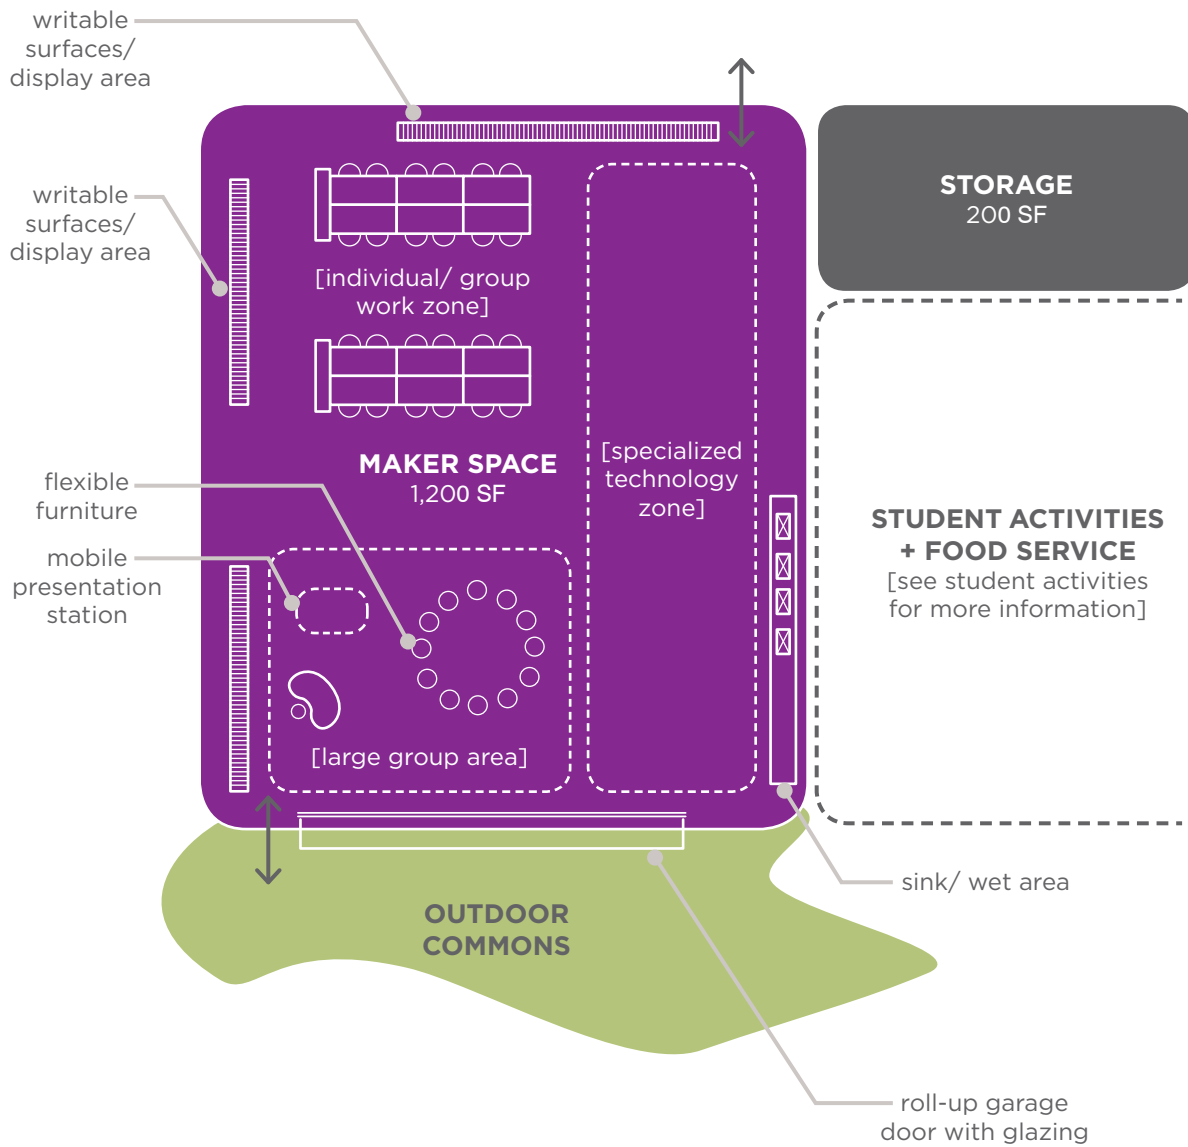 writable
surfaces/
display area
writable
surfaces/
display area
STORAGE
200 SF
[individual/ group
work zone]
MAKER SPACE
1,200 SF
[specialized
technology
zone]
flexible
furniture
mobile
presentation
station
STUDENT ACTIVITIES
+ FOOD SERVICE
[see student activities
for more information]
[large group area]
sink/ wet area
OUTDOOR
COMMONS
roll-up garage
door with glazing